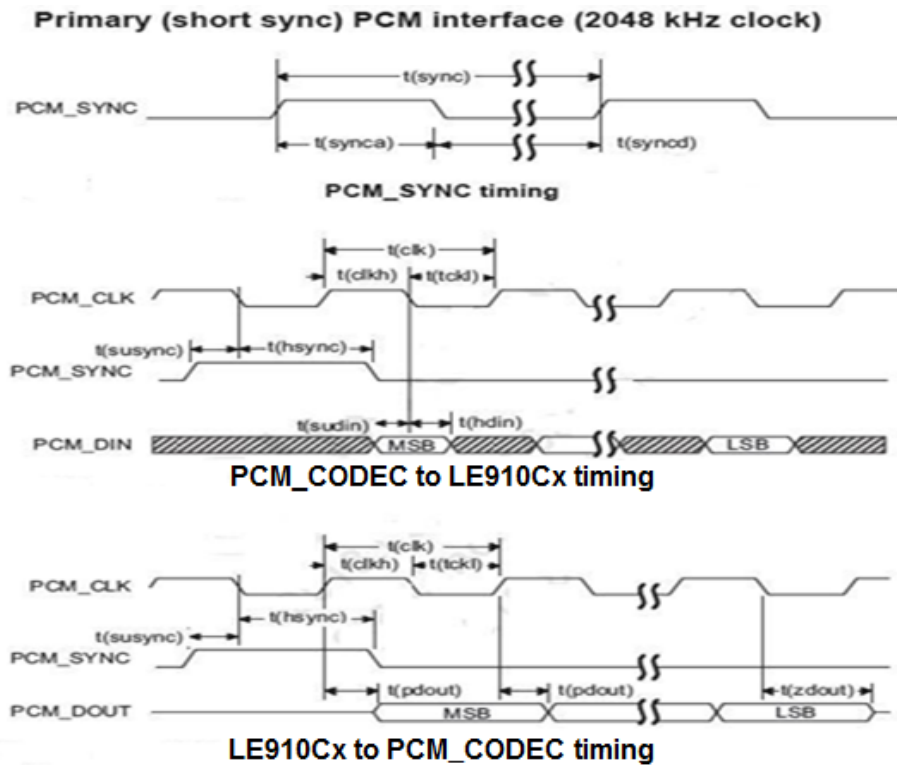 Primary (short sync) PCM interface (2048 kHz clock)
t(sync)
PCM_SYNC
t(synca)
t(syncd)
PCM_SYNC timing
t(clk)
t(clkh)
t(tckl)
PCM_CLK
t(susync)
t(hsync)
PCM_SYNC
t(sudin)
t(hdin)
PCM_DIN
MSB
LSB
PCM_CODEC to LE910Cx timing
t(clk)
t(clkh)
t(tckl)
PCM_CLK
t(hsync)
t(susync)
PCM_SYNC
t(pdout)
t(pdout)
t(zdout)
PCM_DOUT
MSB
LSB
LE910Cx to PCM_CODEC timing